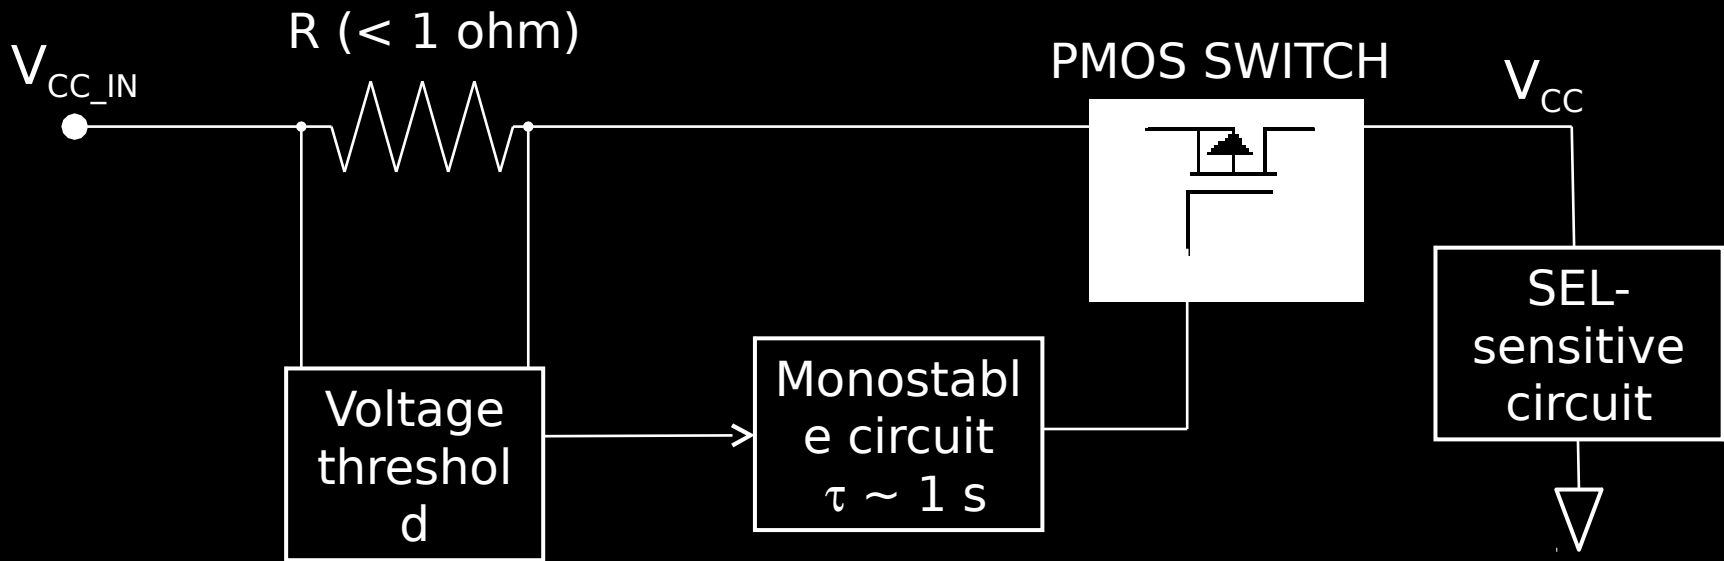 R (< 1 ohm)
V_CC_IN
PMOS SWITCH
V_CC
SEL-
sensitive
circuit
Voltage
threshol
d
Monostabl
e circuit
τ ~ 1 s